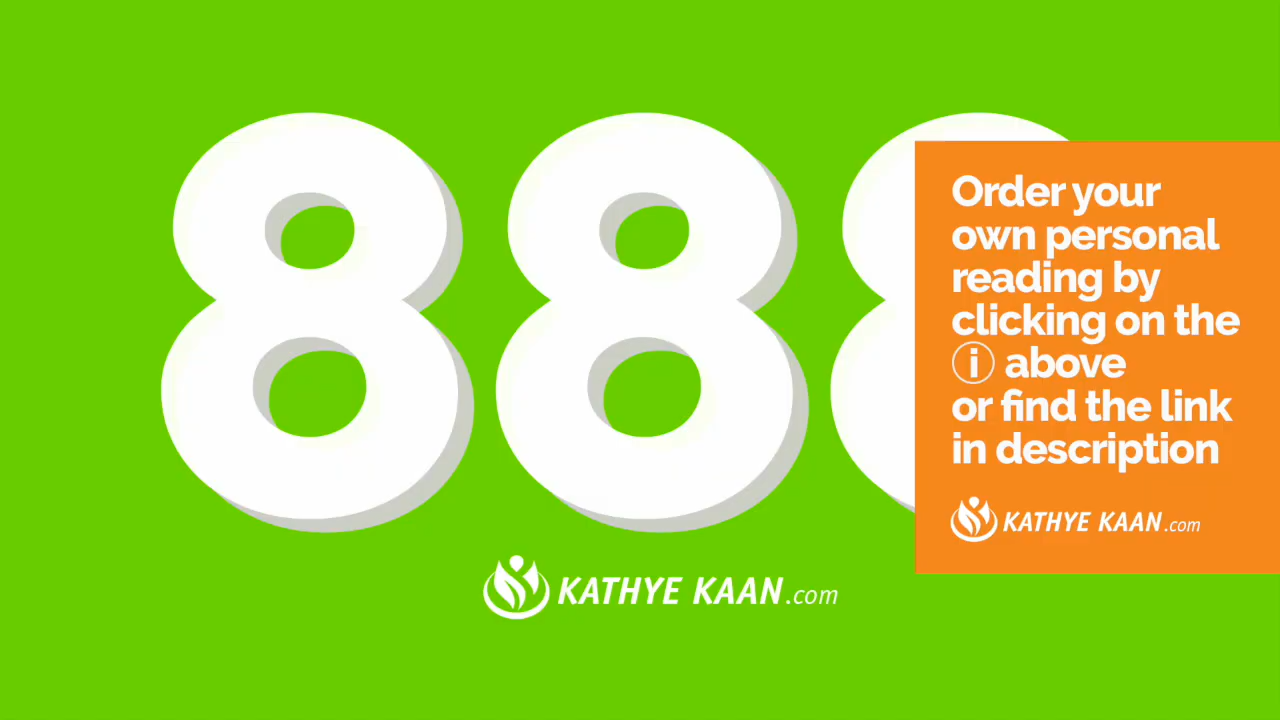 888
Order your
own personal
reading by
clicking on the
i above
or find the link
in description
KATHYE KAAN.com
KATHYE KAAN.com